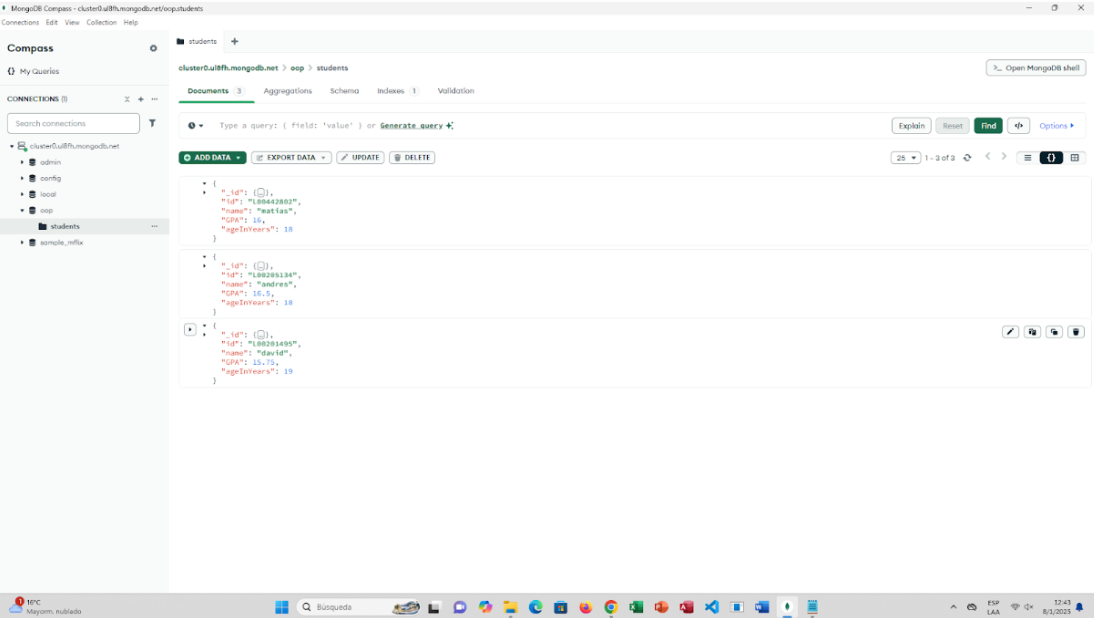 MongoDB Compass - cluster0.ul8fh.mongodb.net/oop.students
Connections Edit View Collection Help
Compass
{} My Queries
CONNECTIONS (1)
Search connections
cluster0.ul8fh.mongodb.net
admin
config
local
oop
students
sample_mflix
students
cluster0.ul8fh.mongodb.net > oop > students
>_ Open MongoDB shell
Documents 3 Aggregations Schema Indexes 1 Validation
Type a query: { field: 'value' } or Generate query
Explain Reset Find </> Options
ADD DATA EXPORT DATA UPDATE DELETE
25 1 - 3 of 3
{
"_id": {…},
"id": "L00442802",
"name": "matias",
"GPA": 16,
"ageInYears": 18
}
{
"_id": {…},
"id": "L00205134",
"name": "andres",
"GPA": 16.5,
"ageInYears": 18
}
{
"_id": {…},
"id": "L00201495",
"name": "david",
"GPA": 15.75,
"ageInYears": 19
}
1
16°C
Mayorm. nublado
Búsqueda
ESP
LAA
12:43
8/1/2025